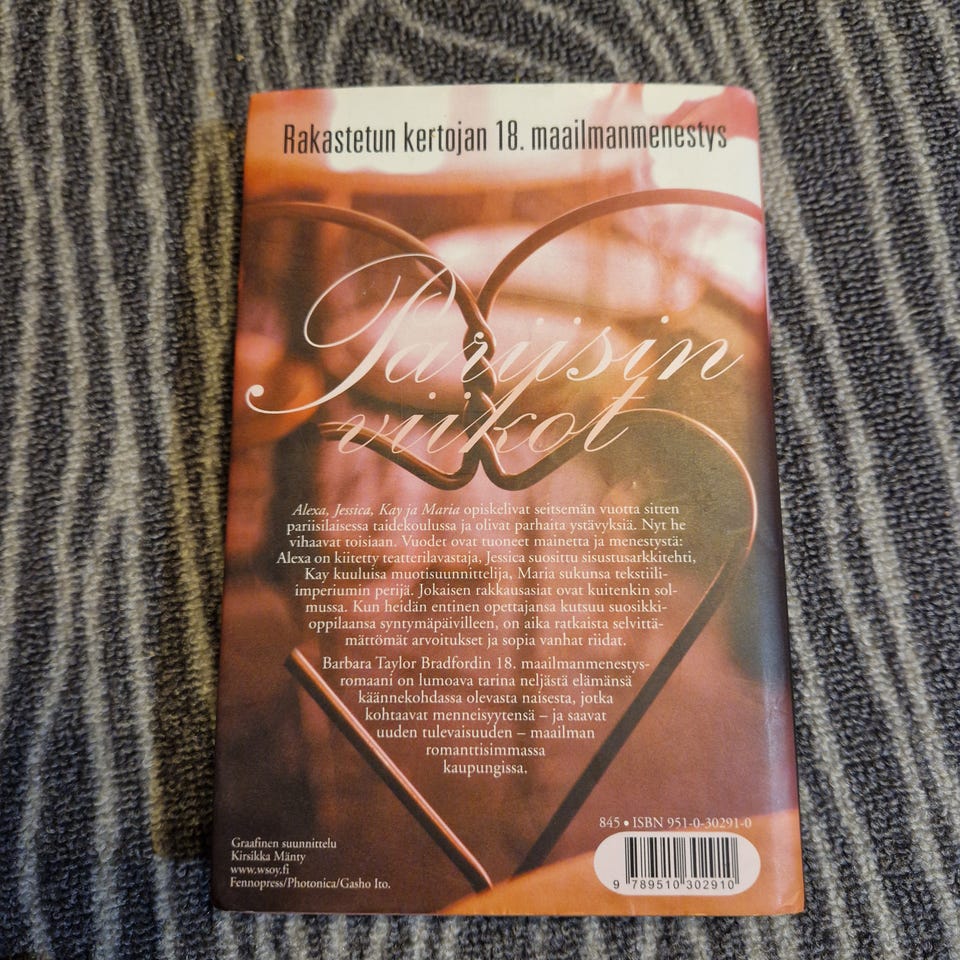 Rakastetun kertojan 18. maailmanmenestys
Pariisin
viikot
Alexa, Jessica, Kay ja Maria opiskelivat seitsemän vuotta sitten
pariisilaisessa taidekoulussa ja olivat parhaita ystävyksiä. Nyt he
vihaavat toisiaan. Vuodet ovat tuoneet mainetta ja menestystä:
Alexa on kiitetty teatterilavastaja, Jessica suosittu sisustusarkkitehti,
Kay kuuluisa muotisuunnittelija, Maria sukunsa tekstiili-
imperiumin perijä. Jokaisen rakkausasiat ovat kuitenkin sol-
mussa. Kun heidän entinen opettajansa kutsuu suosikki-
oppilaansa syntymäpäivilleen, on aika ratkaista selvittä-
mättömät arvoitukset ja sopia vanhat riidat.
Barbara Taylor Bradfordin 18. maailmanmenestys-
romaani on lumoava tarina neljästä elämänsä
käännekohdassa olevasta naisesta, jotka
kohtaavat menneisyytensä – ja saavat
uuden tulevaisuuden – maailman
romanttisimmassa
kaupungissa.
845 • ISBN 951-0-30291-0
Graafinen suunnittelu
Kirsikka Mänty
www.wsoy.fi
Fennopress/Photonica/Gasho Ito.
9 789510 302910